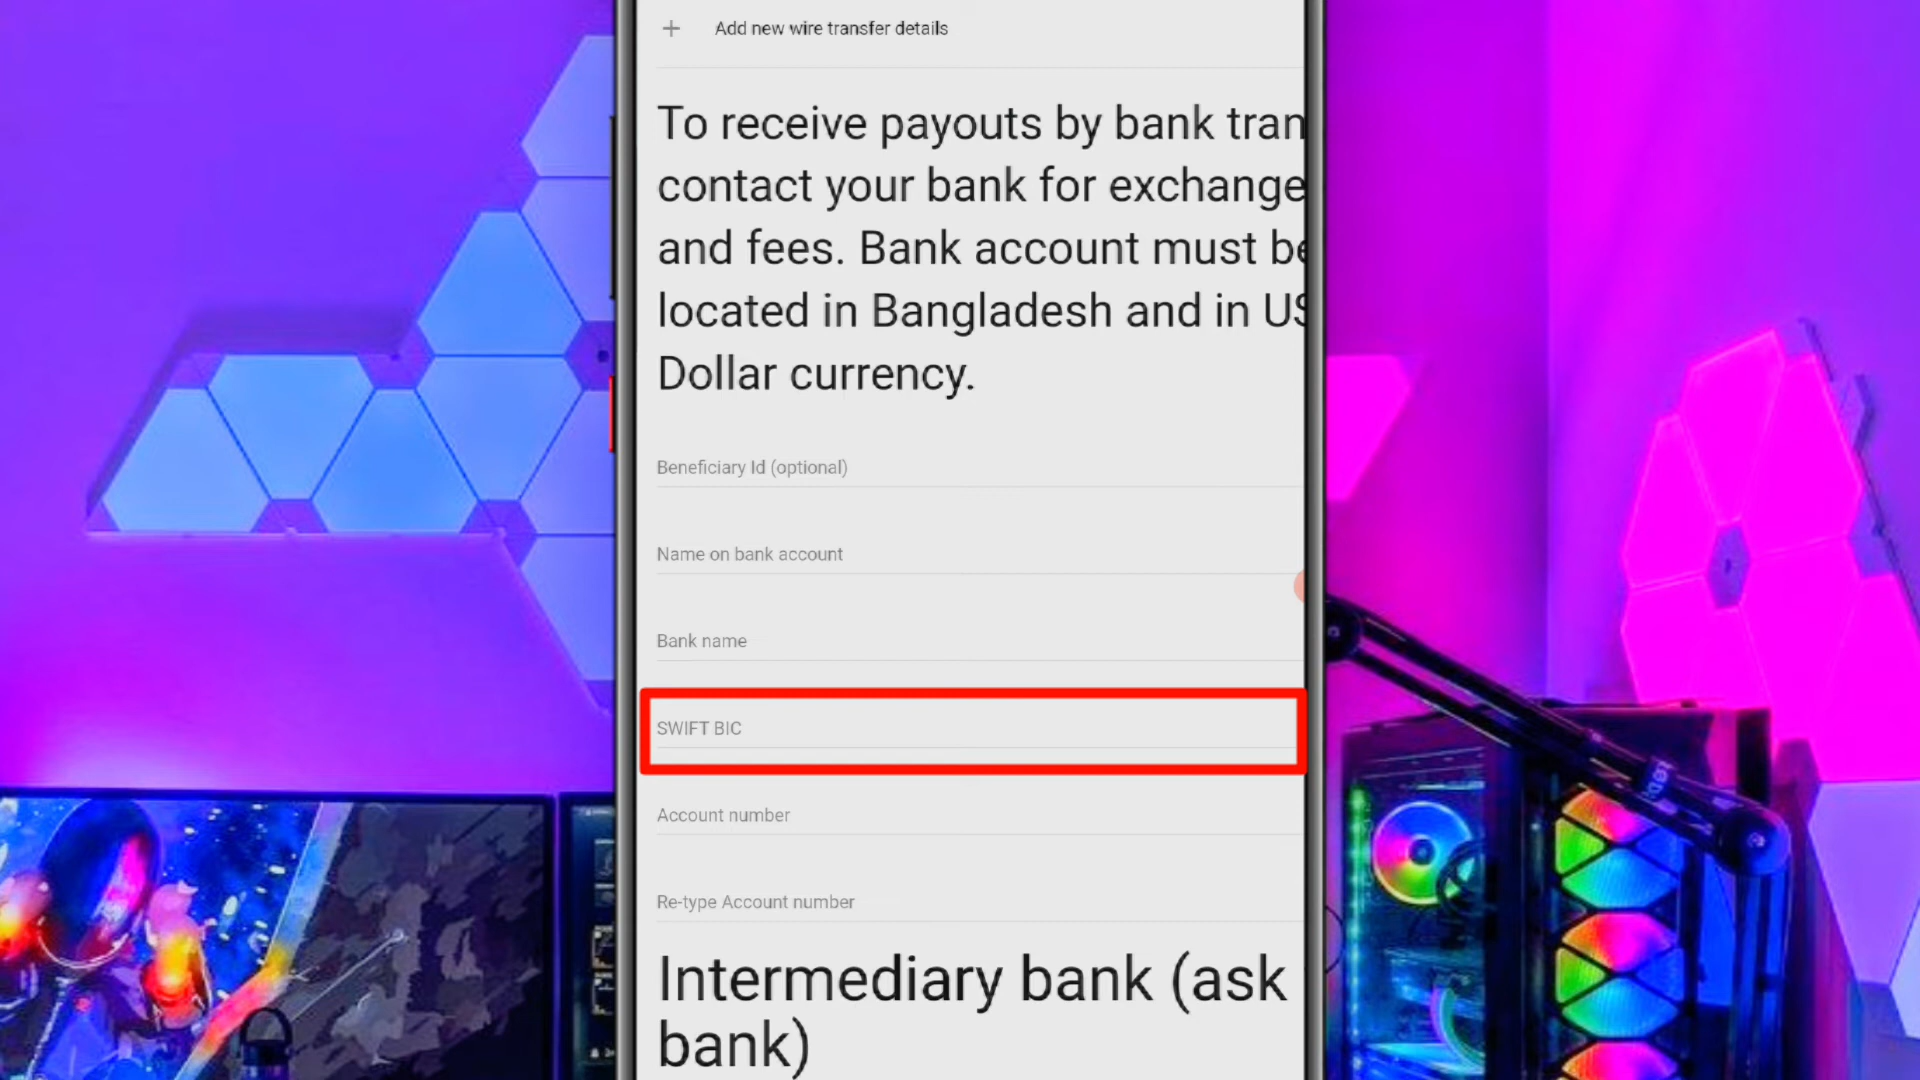 Add new wire transfer details
To receive payouts by bank tran
contact your bank for exchange
and fees. Bank account must be
located in Bangladesh and in US
Dollar currency.
Beneficiary Id (optional)
Name on bank account
Bank name
SWIFT BIC
Account number
Re-type Account number
Intermediary bank (ask
bank)